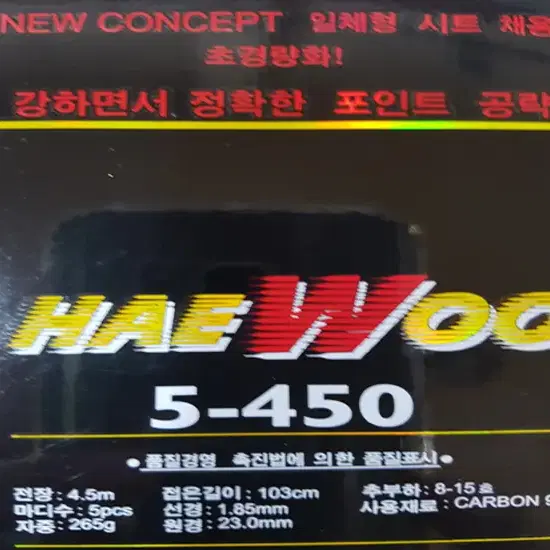 NEW CONCEPT 일체형 시트 채용
초경량화!
강하면서 정확한 포인트 공략
HAEWOO
5-450
• 품질경영 촉진법에 의한 품질표시 •
전장 : 4.5m 접은길이 : 103cm 추부하 : 8-15호
마디수 : 5pcs 선경 : 1.85mm 사용재료 : CARBON 9
자중 : 265g 원경 : 23.0mm